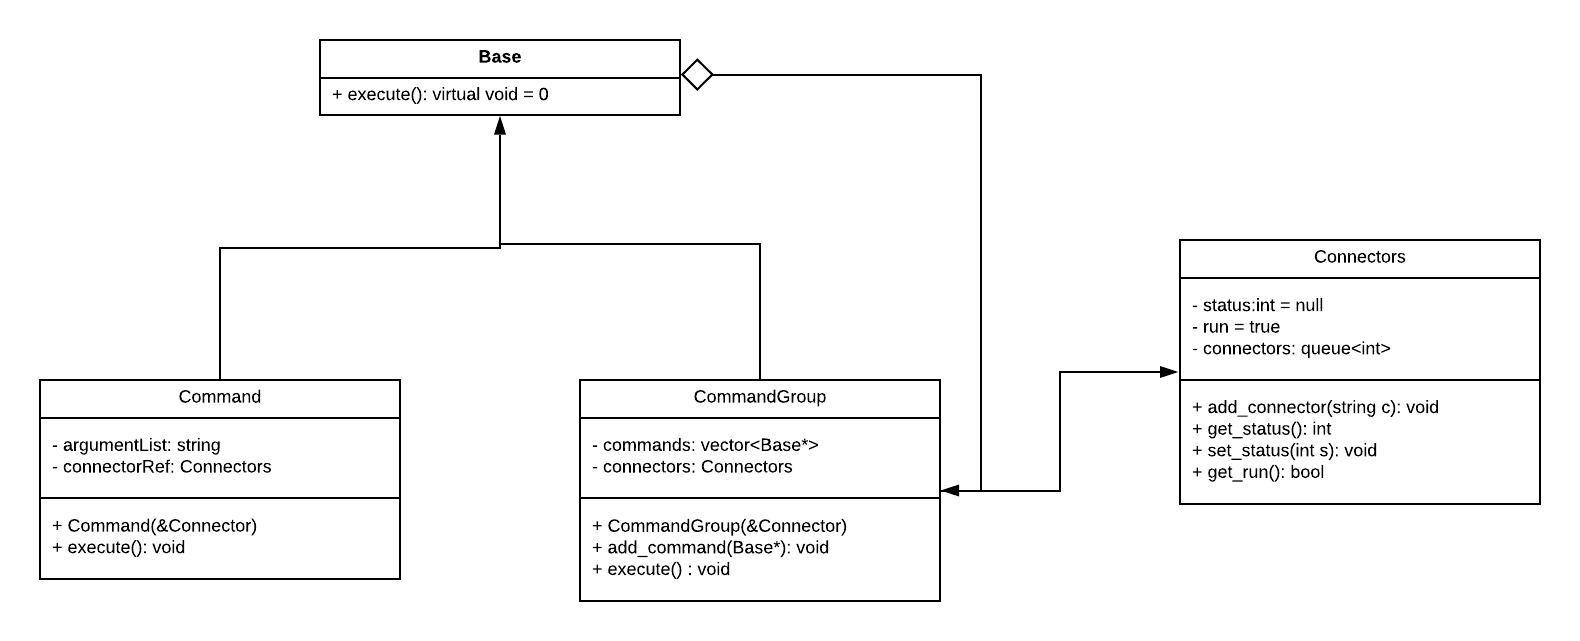 Base
+ execute(): virtual void = 0
Command
- argumentList: string
- connectorRef: Connectors
+ Command(&Connector)
+ execute(): void
CommandGroup
- commands: vector<Base*>
- connectors: Connectors
+ CommandGroup(&Connector)
+ add_command(Base*): void
+ execute() : void
Connectors
- status:int = null
- run = true
- connectors: queue<int>
+ add_connector(string c): void
+ get_status(): int
+ set_status(int s): void
+ get_run(): bool